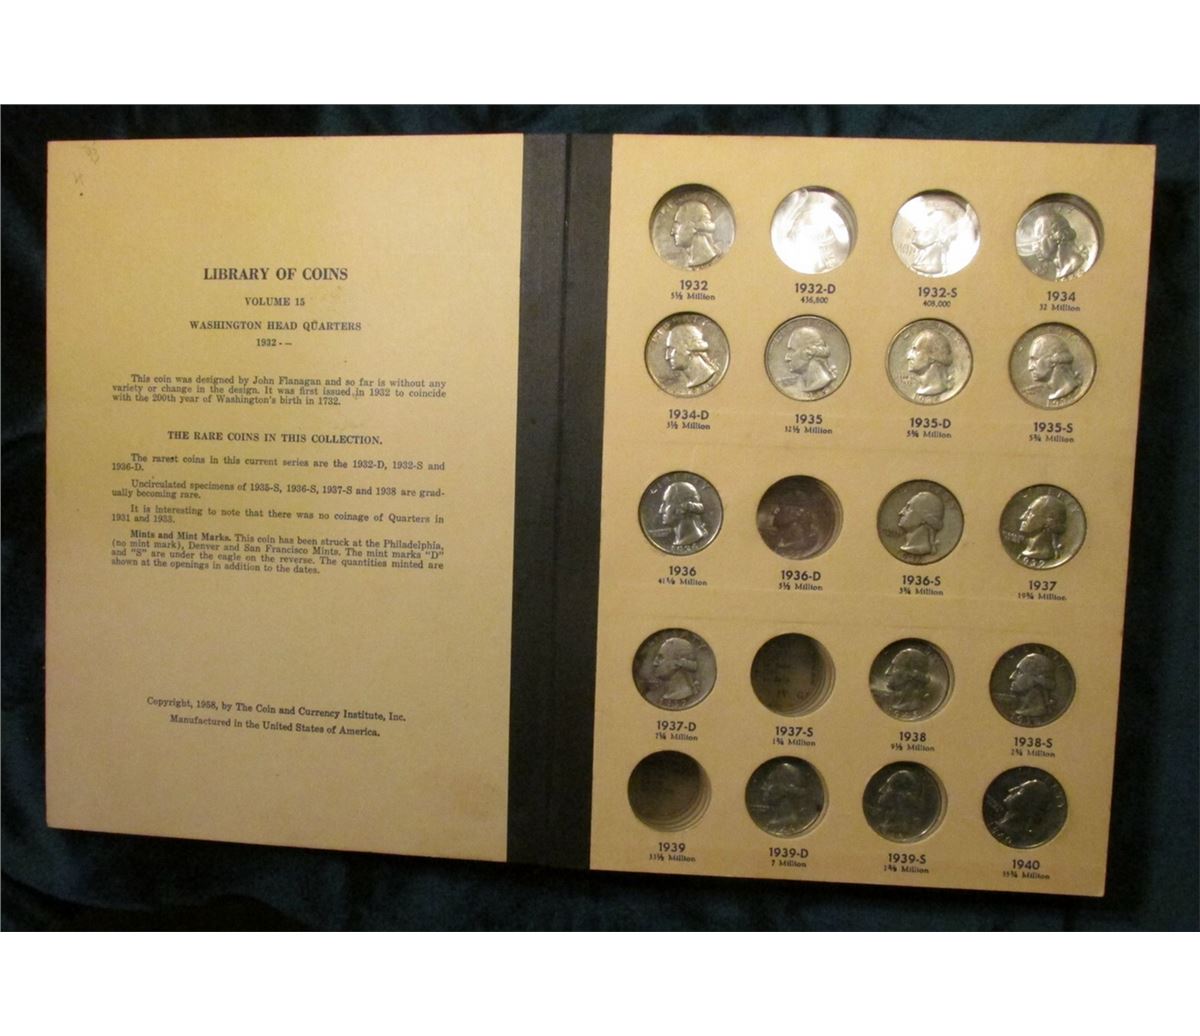 LIBRARY OF COINS
VOLUME 15
WASHINGTON HEAD QUARTERS
1932 - –
This coin was designed by John Flanagan and so far is without any
variety or change in the design. It was first issued in 1932 to coincide
with the 200th year of Washington's birth in 1732.
THE RARE COINS IN THIS COLLECTION.
The rarest coins in this current series are the 1932-D, 1932-S and
1936-D.
Uncirculated specimens of 1935-S, 1936-S, 1937-S and 1938 are grad-
ually becoming rare.
It is interesting to note that there was no coinage of Quarters in
1931 and 1933.
Mints and Mint Marks. This coin has been struck at the Philadelphia,
(no mint mark), Denver and San Francisco Mints. The mint marks "D"
and "S" are under the eagle on the reverse. The quantities minted are
shown at the openings in addition to the dates.
Copyright, 1958, by The Coin and Currency Institute, Inc.
Manufactured in the United States of America.
1932 1932-D 1932-S 1934
5½ Million 436,800 408,000 32 Million
1934-D 1935 1935-D 1935-S
3½ Million 32½ Million 5¾ Million 5¾ Million
1936 1936-D 1936-S 1937
Million 5½ Million 3¾ Million 19¾ Million
1937-D 1937-S 1938 1938-S
7¼ Million 1¾ Million 9½ Million 2¾ Million
1939 1939-D 1939-S 1940
33½ Million 7 Million Million 35¾ Million